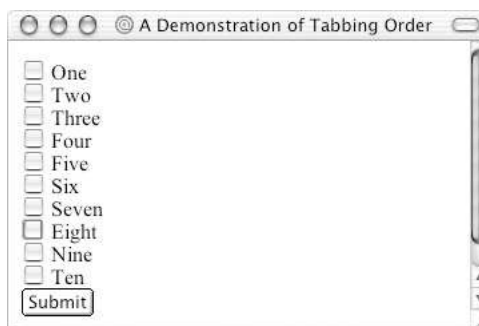 A Demonstration of Tabbing Order
One
Two
Three
Four
Five
Six
Seven
Eight
Nine
Ten
Submit